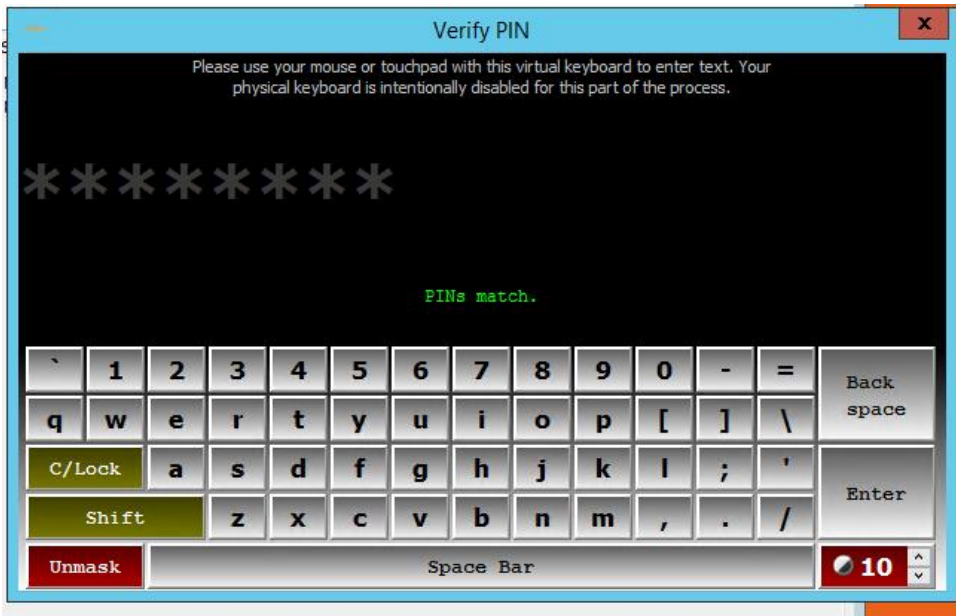 Verify PIN
x
Please use your mouse or touchpad with this virtual keyboard to enter text. Your
physical keyboard is intentionally disabled for this part of the process.
********
PINs match.
` 1 2 3 4 5 6 7 8 9 0 - = Back space
q w e r t y u i o p [ ] \
C/Lock a s d f g h j k l ; ' Enter
Shift z x c v b n m , . /
Unmask Space Bar 10